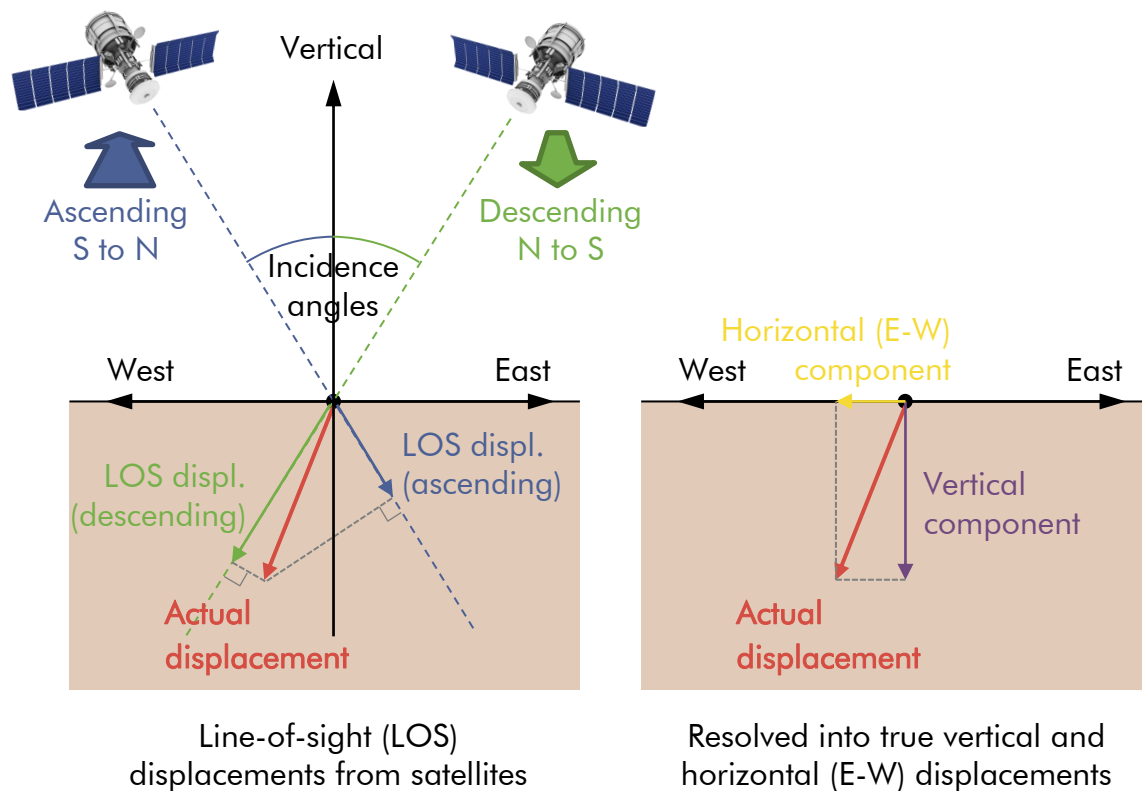 Vertical
Ascending
S to N
Descending
N to S
Incidence
angles
West
East
LOS displ.
(ascending)
LOS displ.
(descending)
Actual
displacement
Line-of-sight (LOS)
displacements from satellites
Horizontal (E-W)
component
West
East
Vertical
component
Actual
displacement
Resolved into true vertical and
horizontal (E-W) displacements